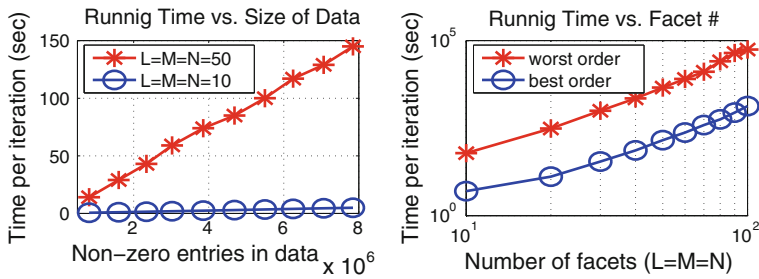 Runnig Time vs. Size of Data
Time per iteration (sec)
150
100
50
0
L=M=N=50
L=M=N=10
2
4
6
8
Non-zero entries in data
x 10^6
Runnig Time vs. Facet #
Time per iteration (sec)
10^5
10^0
worst order
best order
10^1
10^2
Number of facets (L=M=N)